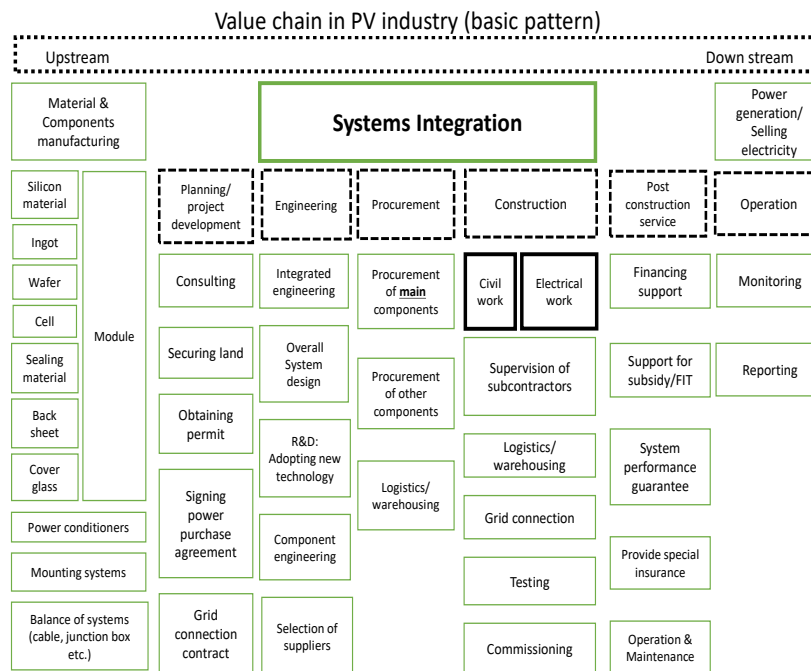 Value chain in PV industry (basic pattern)
Upstream
Down stream
Material &
Components
manufacturing
Systems Integration
Power
generation/
Selling
electricity
Silicon
material
Ingot
Wafer
Cell
Sealing
material
Back
sheet
Cover
glass
Module
Power conditioners
Mounting systems
Balance of systems
(cable, junction box
etc.)
Planning/
project
development
Consulting
Securing land
Obtaining
permit
Signing
power
purchase
agreement
Grid
connection
contract
Engineering
Integrated
engineering
Overall
System
design
R&D:
Adopting new
technology
Component
engineering
Selection of
suppliers
Procurement
Procurement
of main
components
Procurement
of other
components
Logistics/
warehousing
Construction
Civil
work
Electrical
work
Supervision of
subcontractors
Logistics/
warehousing
Grid connection
Testing
Commissioning
Post
construction
service
Financing
support
Support for
subsidy/FIT
System
performance
guarantee
Provide special
insurance
Operation &
Maintenance
Operation
Monitoring
Reporting